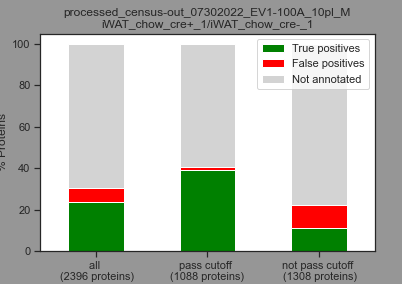 processed_census-out_07302022_EV1-100A_10pl_M
iWAT_chow_cre+_1/iWAT_chow_cre-_1
% Proteins
100
80
60
40
20
0
True positives
False positives
Not annotated
all
(2396 proteins)
pass cutoff
(1088 proteins)
not pass cutoff
(1308 proteins)